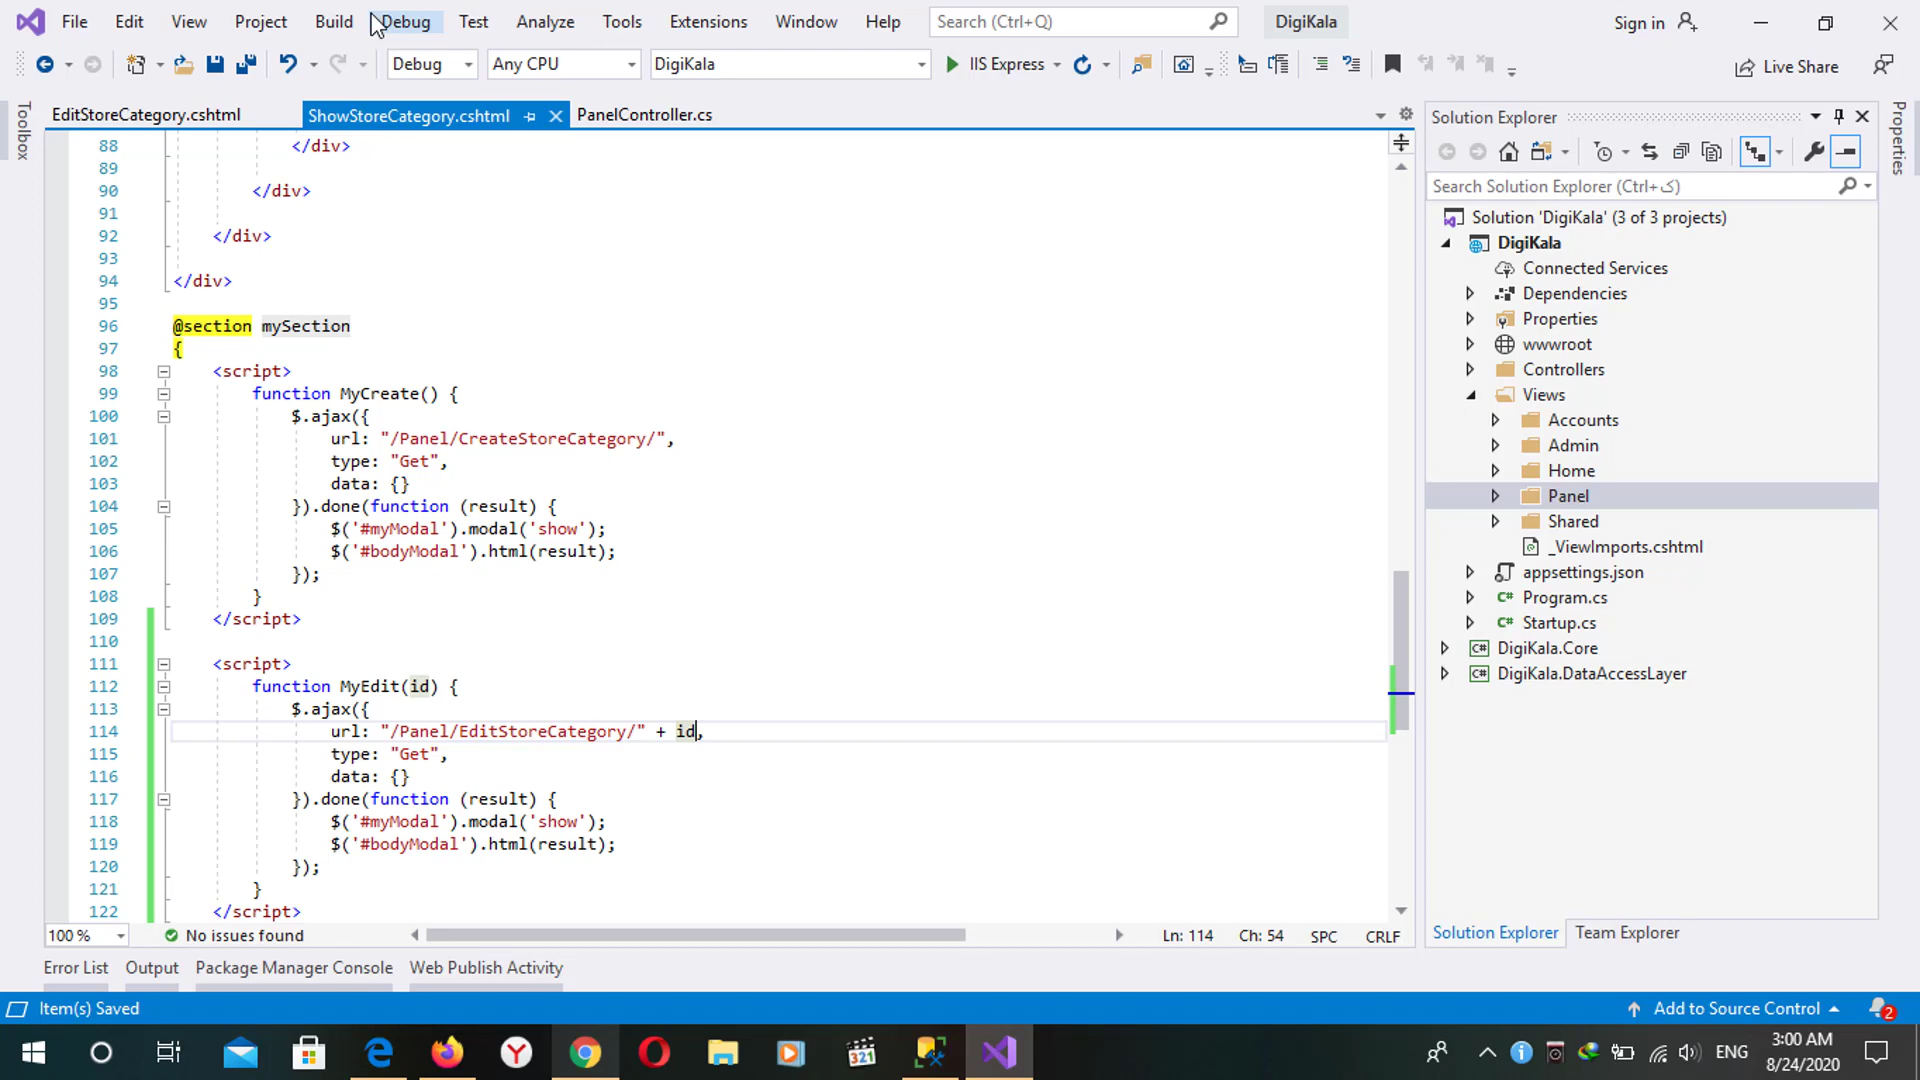 File Edit View Project Build Debug Test Analyze Tools Extensions Window Help Search (Ctrl+Q) DigiKala Sign in
Debug Any CPU DigiKala IIS Express Live Share
Toolbox
EditStoreCategory.cshtml ShowStoreCategory.cshtml PanelController.cs
88 </div>
89
90 </div>
91
92 </div>
93
94 </div>
95
96 @section mySection
97 {
98 <script>
99 function MyCreate() {
100 $.ajax({
101 url: "/Panel/CreateStoreCategory/",
102 type: "Get",
103 data: {}
104 }).done(function (result) {
105 $('#myModal').modal('show');
106 $('#bodyModal').html(result);
107 });
108 }
109 </script>
110
111 <script>
112 function MyEdit(id) {
113 $.ajax({
114 url: "/Panel/EditStoreCategory/" + id,
115 type: "Get",
116 data: {}
117 }).done(function (result) {
118 $('#myModal').modal('show');
119 $('#bodyModal').html(result);
120 });
121 }
122 </script>
100 % No issues found Ln: 114 Ch: 54 SPC CRLF
Solution Explorer
Search Solution Explorer (Ctrl+ک)
Solution 'DigiKala' (3 of 3 projects)
DigiKala
Connected Services
Dependencies
Properties
wwwroot
Controllers
Views
Accounts
Admin
Home
Panel
Shared
_ViewImports.cshtml
appsettings.json
Program.cs
Startup.cs
DigiKala.Core
DigiKala.DataAccessLayer
Solution Explorer Team Explorer
Properties
Error List Output Package Manager Console Web Publish Activity
Item(s) Saved Add to Source Control 2
321 ENG 3:00 AM
8/24/2020